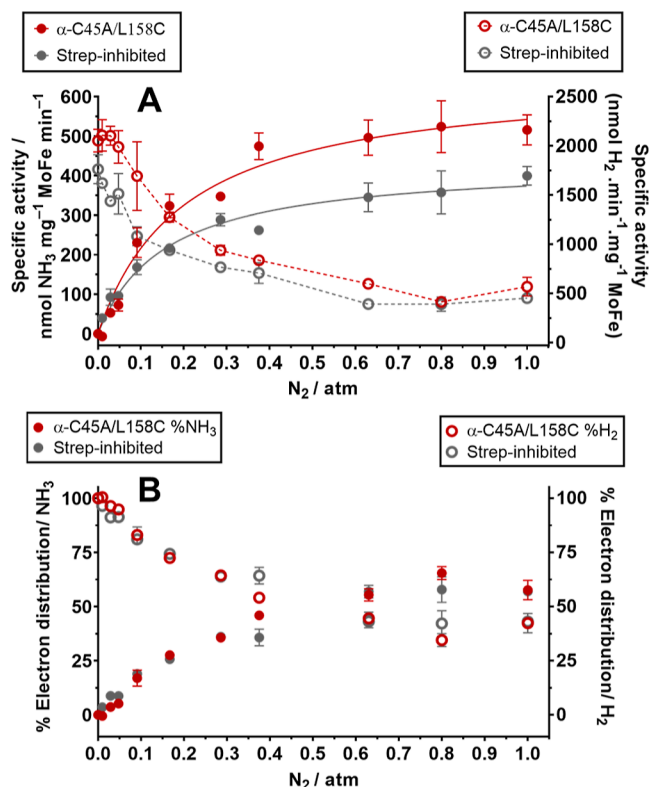 α-C45A/L158C
Strep-inhibited
α-C45A/L158C
Strep-inhibited
A
Specific activity /
nmol NH3 mg⁻¹ MoFe min⁻¹
600
500
400
300
200
100
0
2500
2000
1500
1000
500
0
Specific activity
(nmol H2 .min⁻¹.mg⁻¹ MoFe)
0.0 0.1 0.2 0.3 0.4 0.5 0.6 0.7 0.8 0.9 1.0
N2 / atm
α-C45A/L158C %NH3
Strep-inhibited
α-C45A/L158C %H2
Strep-inhibited
B
% Electron distribution/ NH3
100
75
50
25
0
100
75
50
25
0
% Electron distribution/ H2
0.0 0.1 0.2 0.3 0.4 0.5 0.6 0.7 0.8 0.9 1.0
N2 / atm